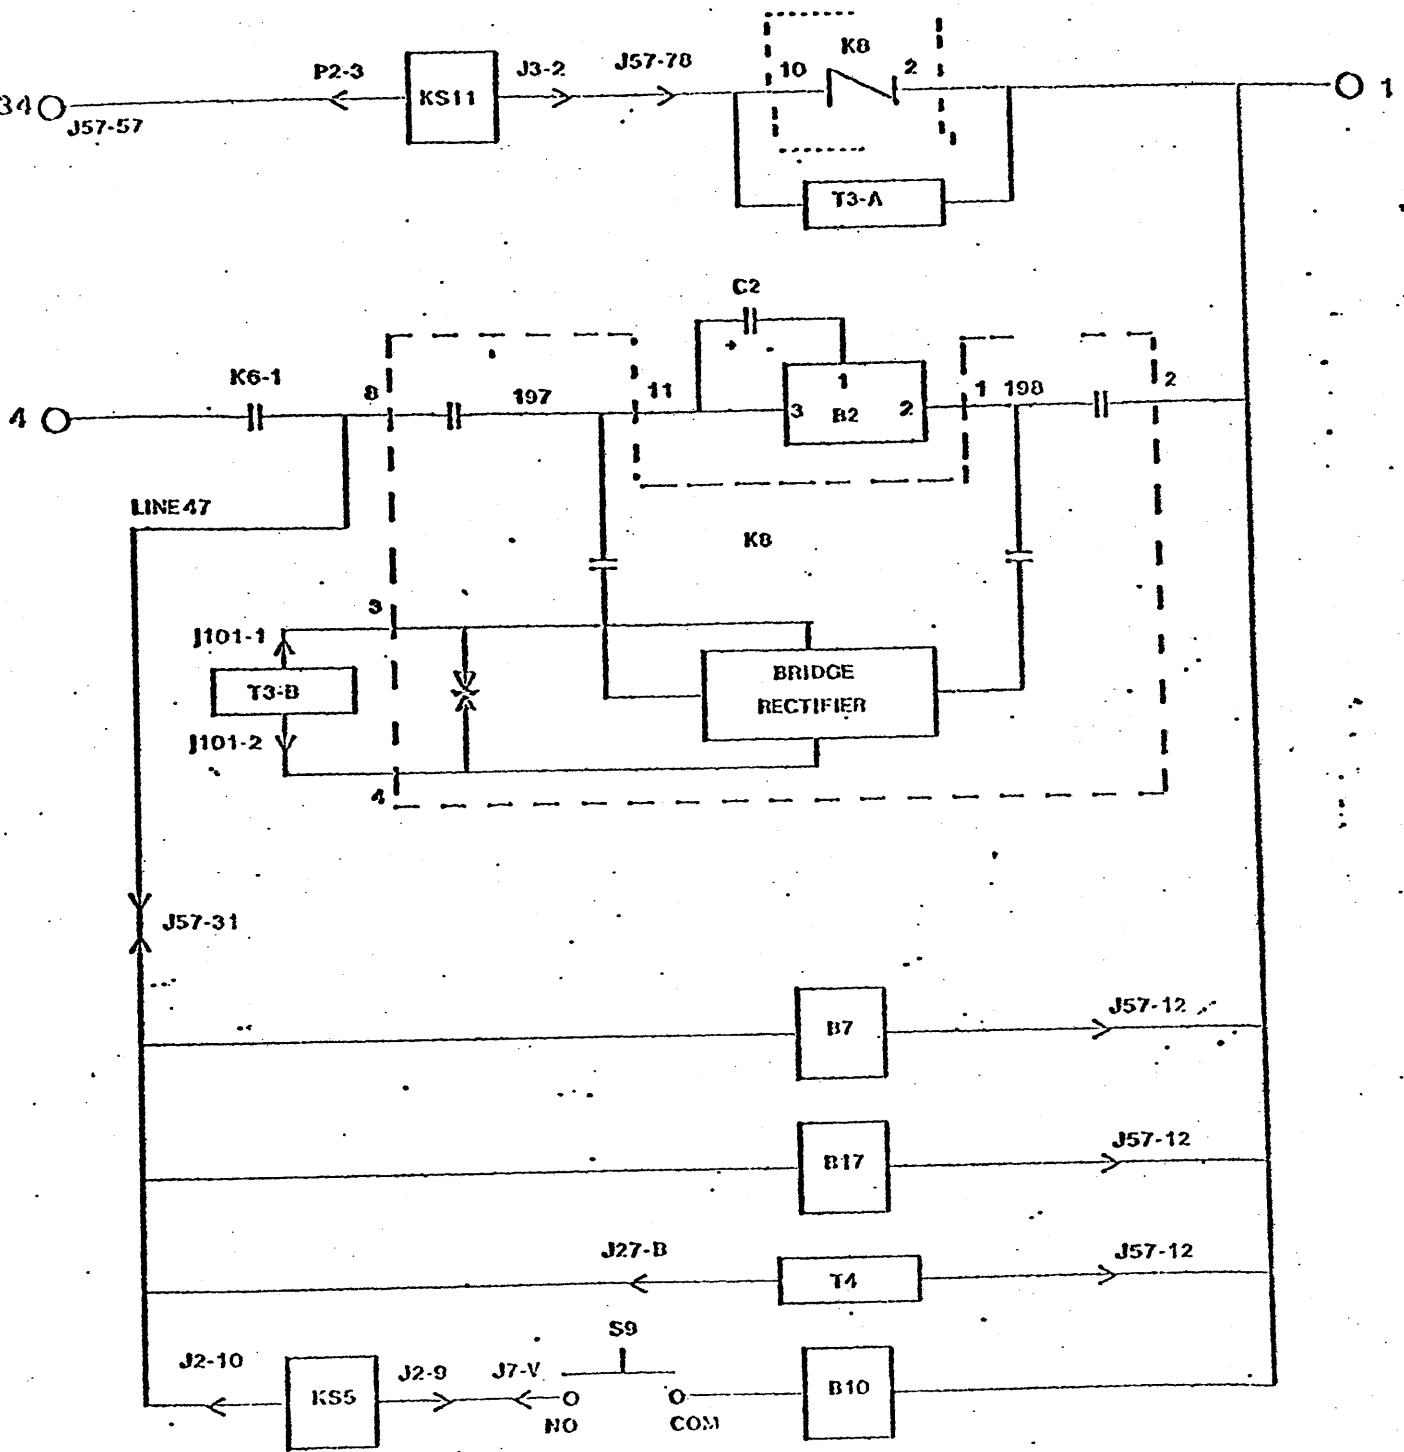 K8
P2-3
J3-2
J57-78
10
2
34
KS11
1
J57-57
T3-A
C2
+ -
K6-1
8
197
11
1
1 198
2
4
3
B2
2
LINE 47
K8
3
J101-1
BRIDGE
RECTIFIER
T3-B
J101-2
4
J57-31
J57-12
B7
J57-12
B17
J27-B
J57-12
T4
S9
J2-10
J2-9
J7-V
KS5
B10
NO
COM